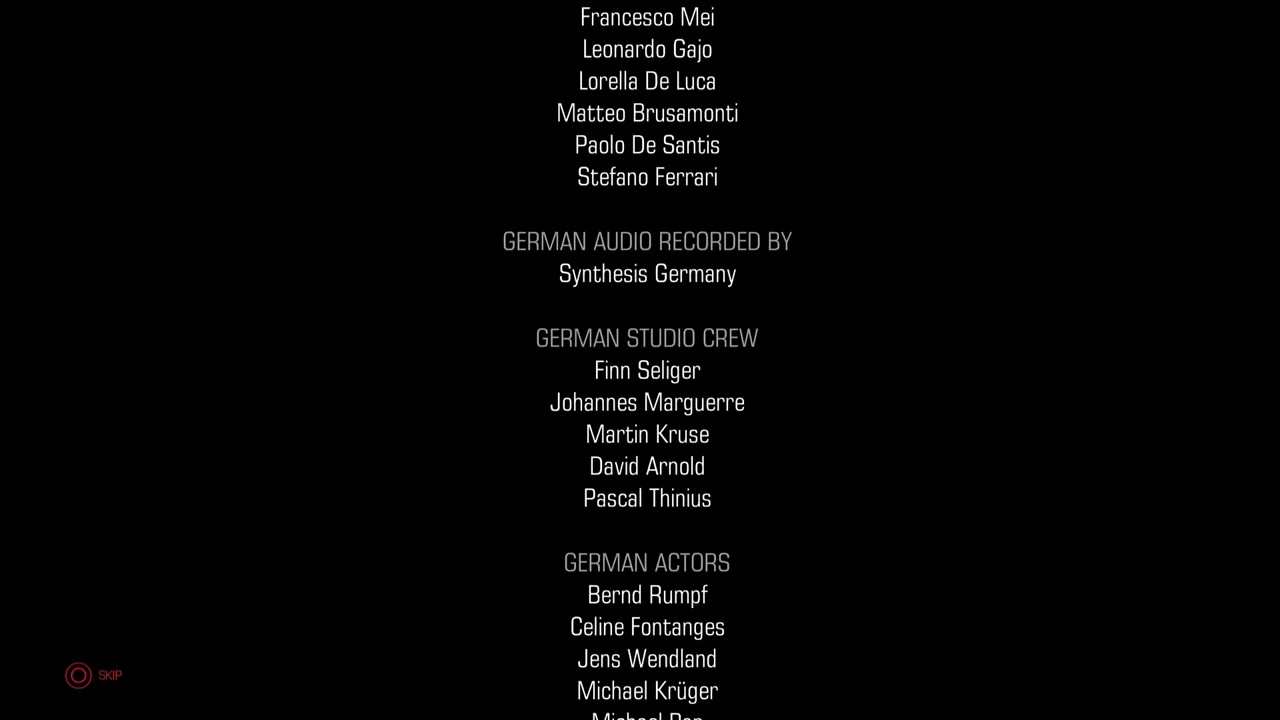 Francesco Mei
Leonardo Gajo
Lorella De Luca
Matteo Brusamonti
Paolo De Santis
Stefano Ferrari
GERMAN AUDIO RECORDED BY
Synthesis Germany
GERMAN STUDIO CREW
Finn Seliger
Johannes Marguerre
Martin Kruse
David Arnold
Pascal Thinius
GERMAN ACTORS
Bernd Rumpf
Celine Fontanges
Jens Wendland
Michael Krüger
Michael
SKIP